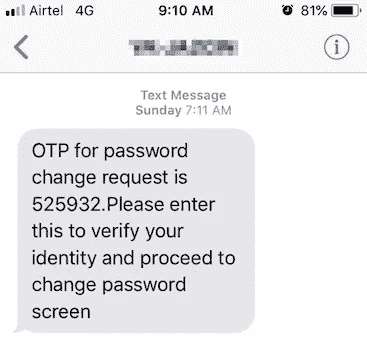 Airtel 4G 9:10 AM 81%
Text Message
Sunday 7:11 AM
OTP for password
change request is
525932.Please enter
this to verify your
identity and proceed to
change password
screen